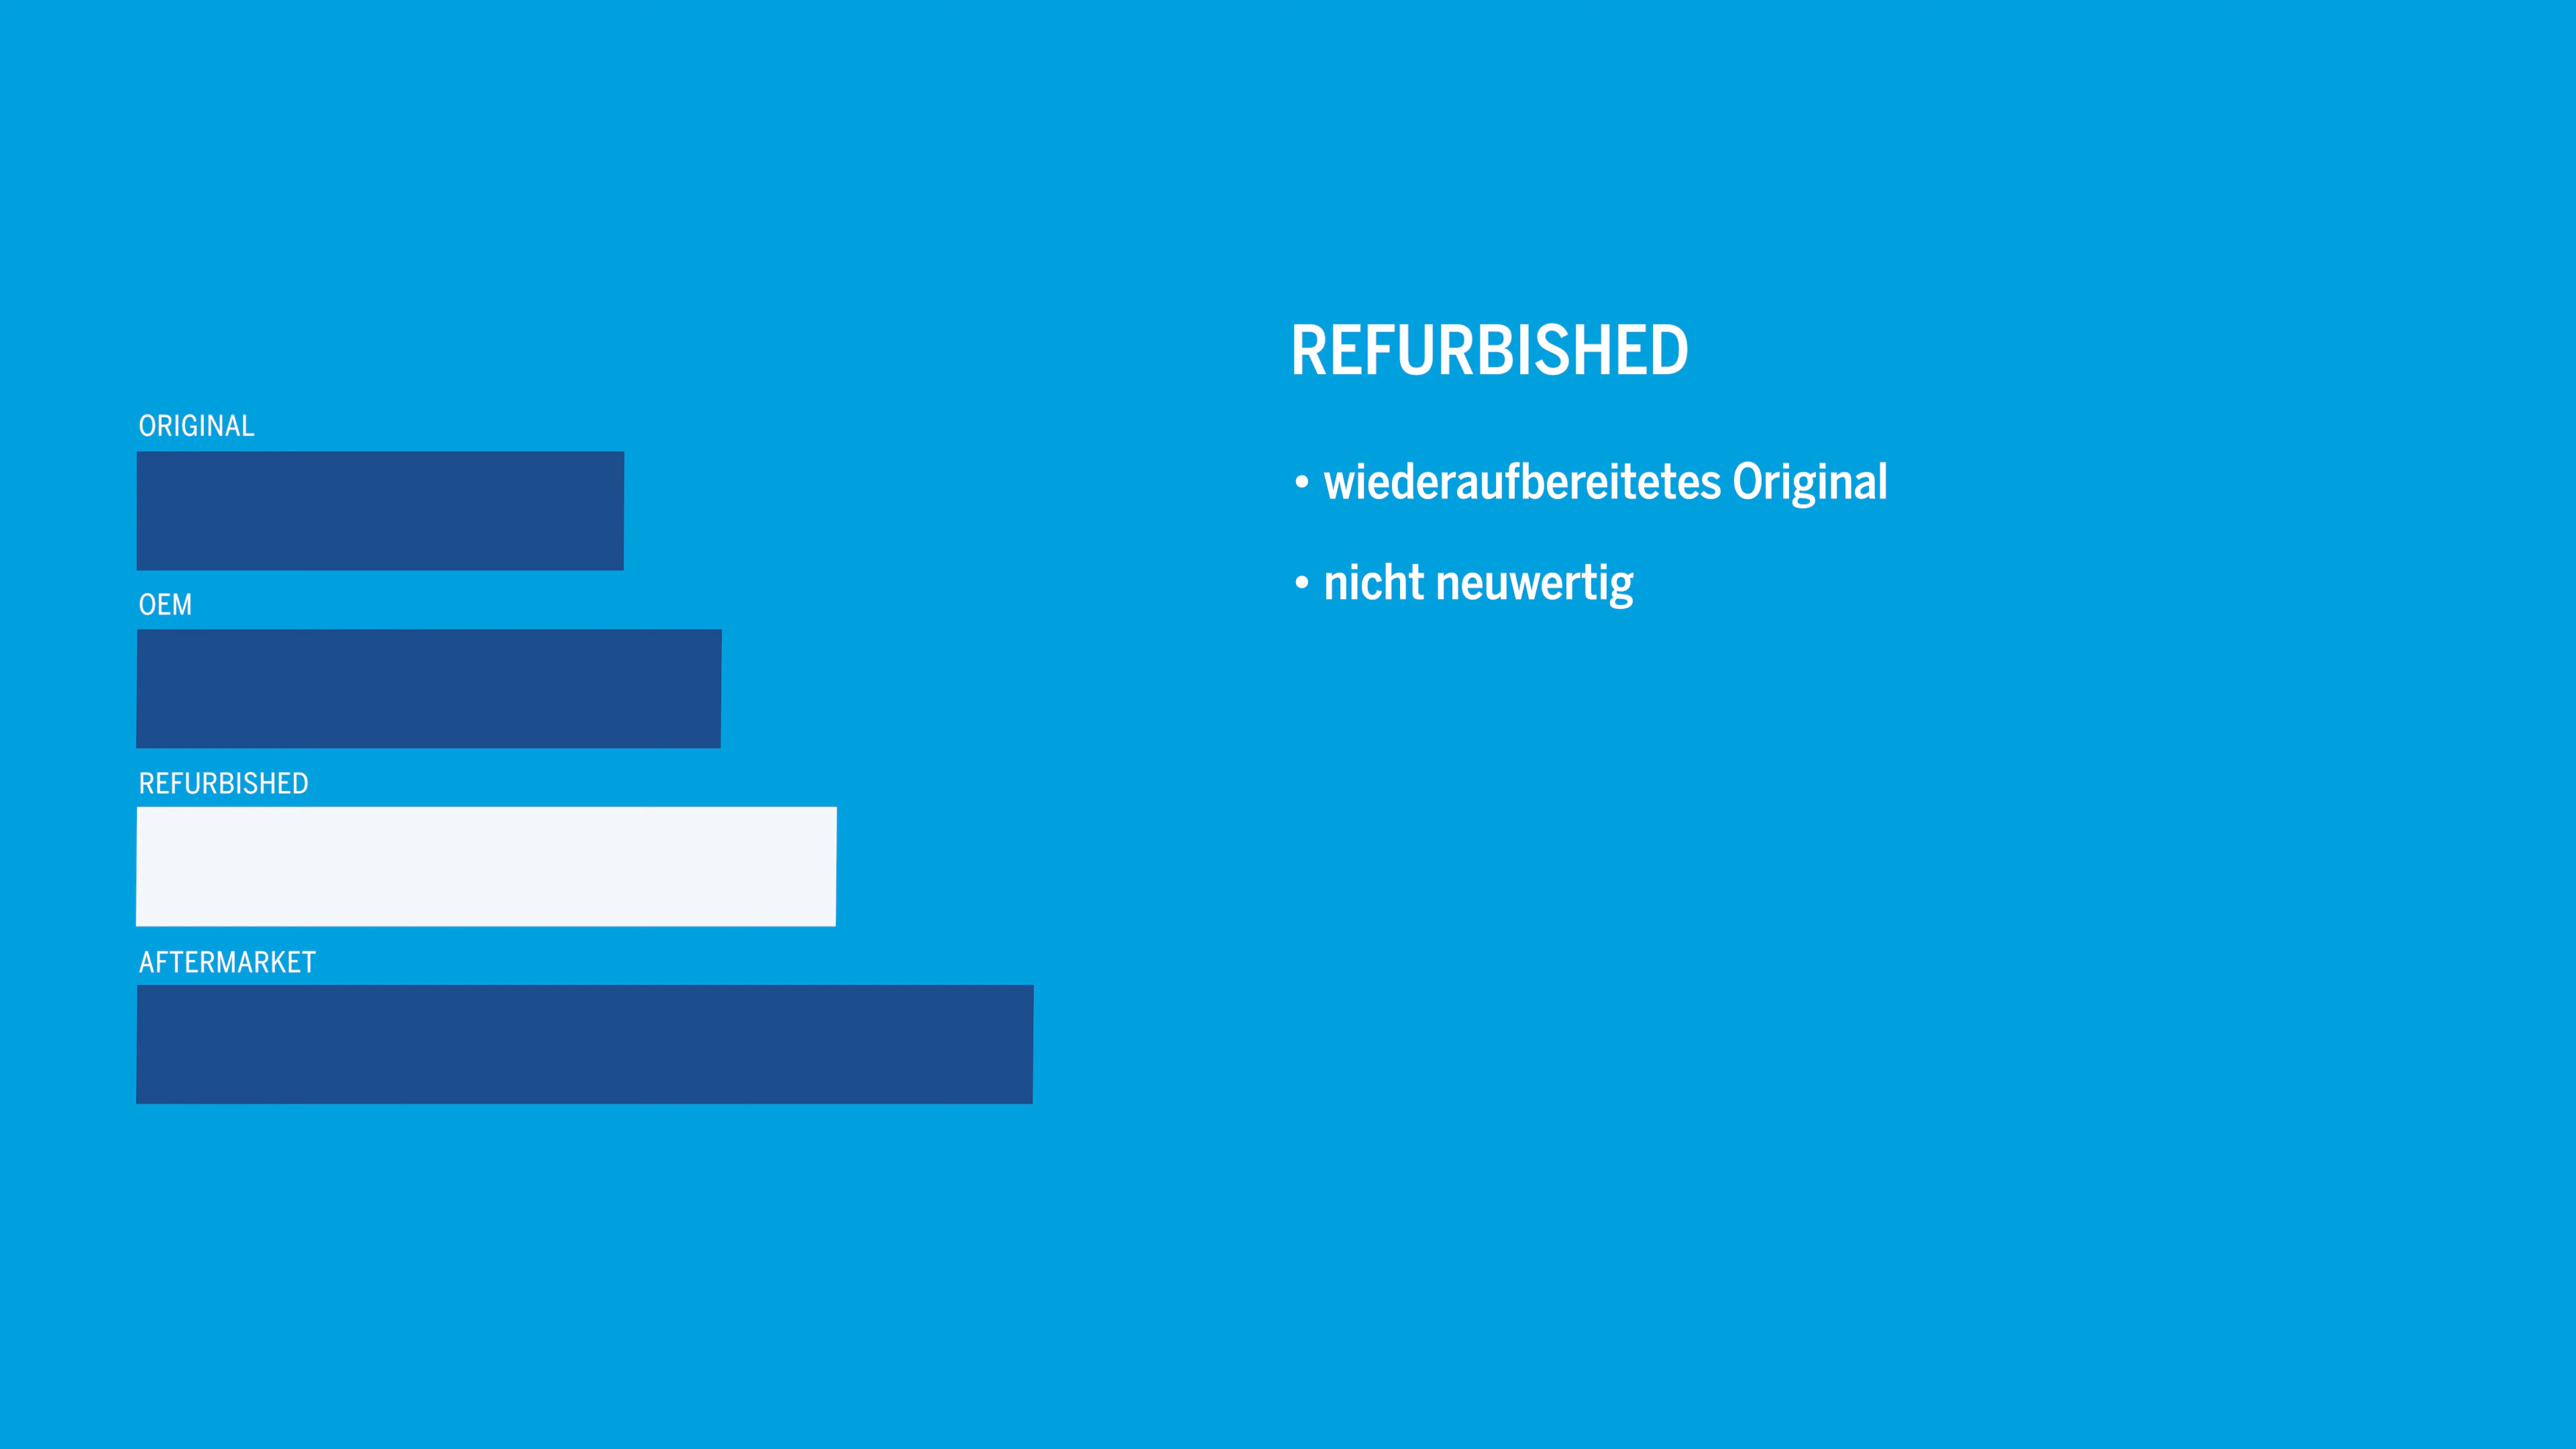 ORIGINAL
OEM
REFURBISHED
AFTERMARKET
REFURBISHED
• wiederaufbereitetes Original
• nicht neuwertig